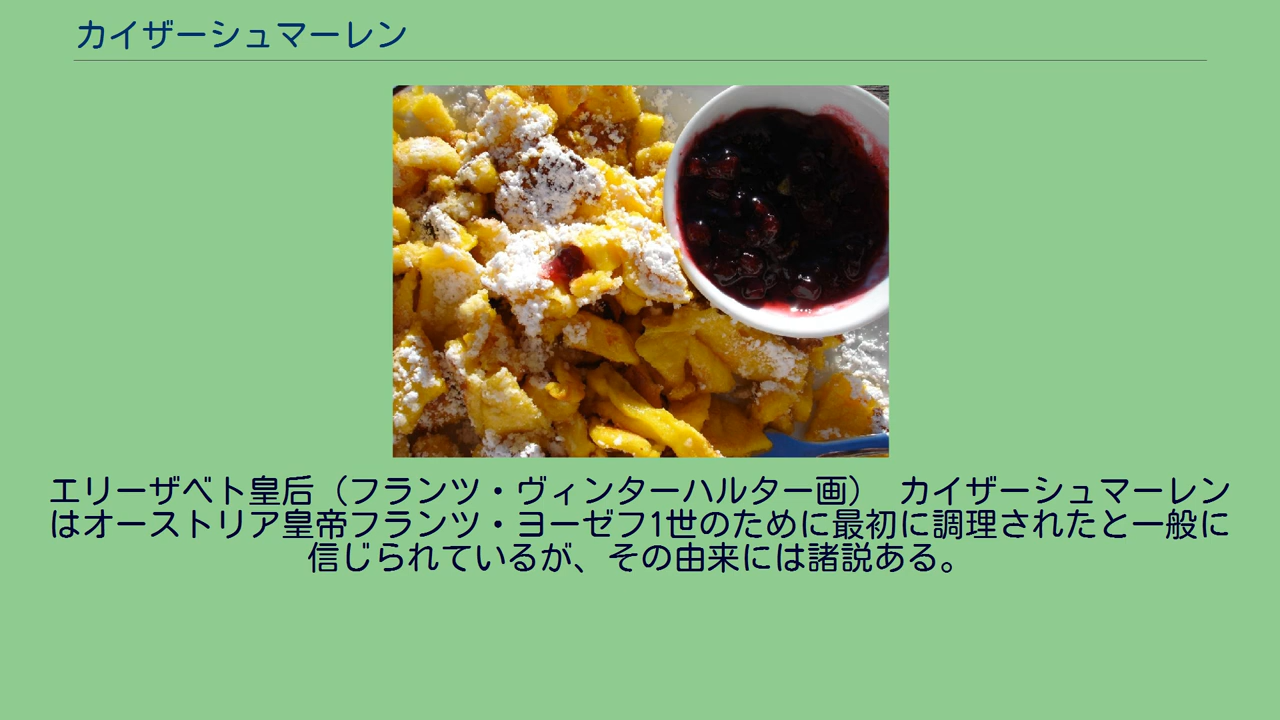 カイザーシュマーレン
エリーザベト皇后（フランツ・ヴィンターハルター画）　カイザーシュマーレン
はオーストリア皇帝フランツ・ヨーゼフ1世のために最初に調理されたと一般に
信じられているが、その由来には諸説ある。